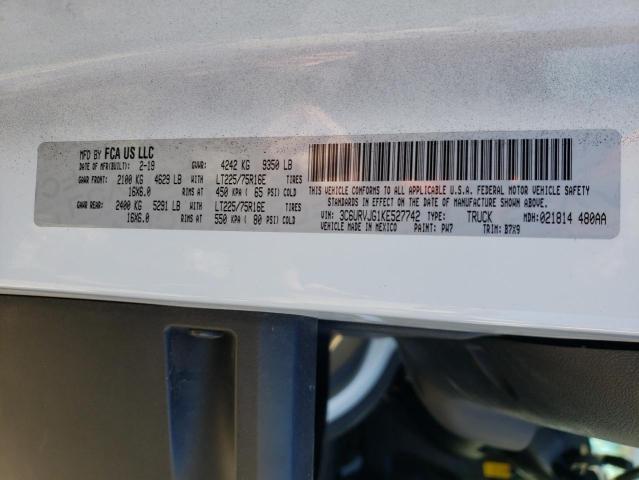 MFD BY FCA US LLC
DATE OF MFR(BUILT): 2-19 GVWR 4242 KG 9350 LB
GAWR FRONT: 2100 KG 4629 LB WITH LT225/75R16E TIRES
16X6.0 RIMS AT 450 KPA ( 65 PSI) COLD
GAWR REAR: 2400 KG 5291 LB WITH LT225/75R16E TIRES
16X6.0 RIMS AT 550 KPA ( 80 PSI) COLD
THIS VEHICLE CONFORMS TO ALL APPLICABLE U.S.A. FEDERAL MOTOR VEHICLE SAFETY
STANDARDS IN EFFECT ON THE DATE OF MANUFACTURE SHOWN ABOVE.
VIN: 3C6URVJG1KE527742 TYPE: TRUCK MDH: 021814 480AA
VEHICLE MADE IN MEXICO PAINT: PW7 TRIM: B7X9